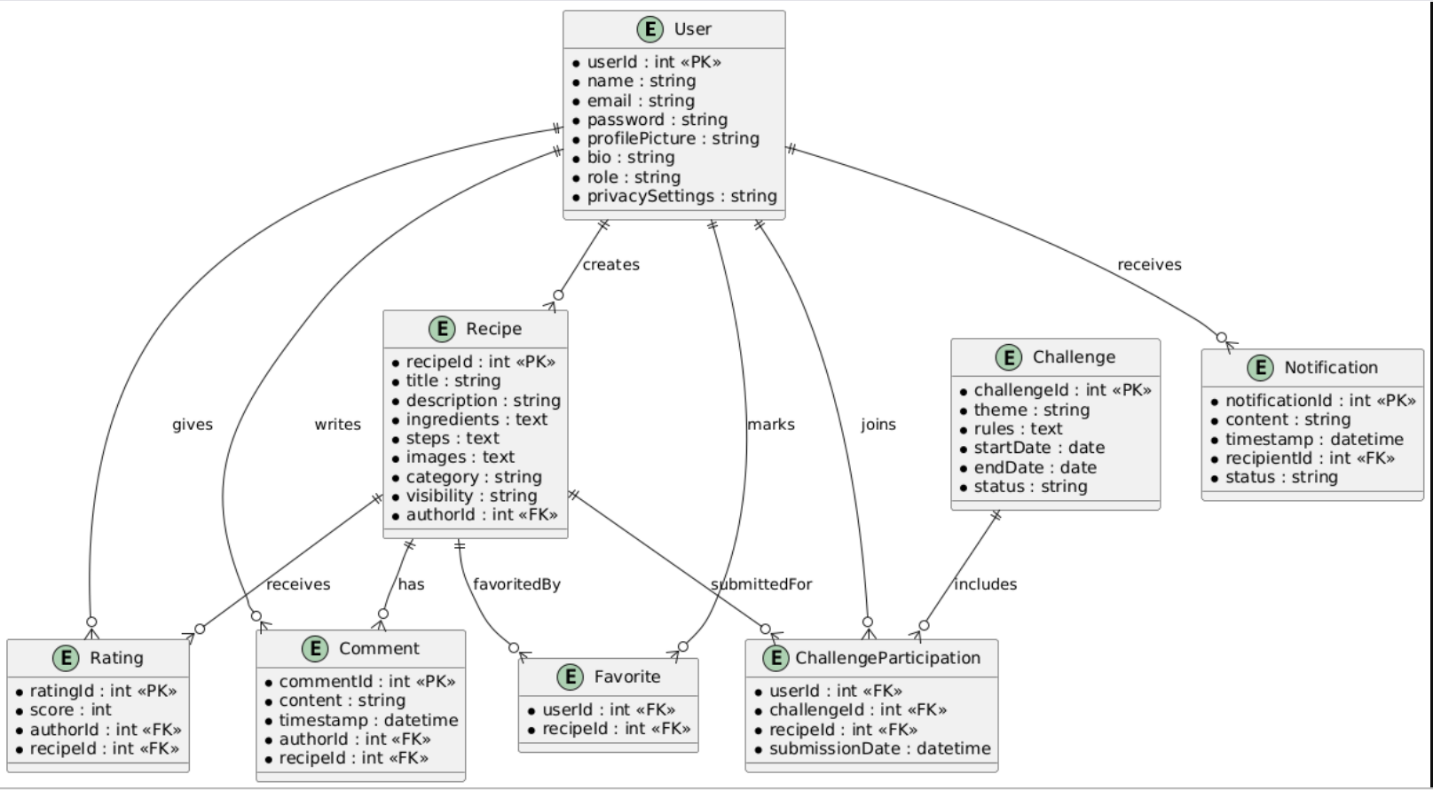 E User
userId : int «PK»
name : string
email : string
password : string
profilePicture : string
bio : string
role : string
privacySettings : string
creates
receives
E Recipe
recipeId : int «PK»
title : string
description : string
ingredients : text
steps : text
images : text
category : string
visibility : string
authorId : int «FK»
E Challenge
challengeId : int «PK»
theme : string
rules : text
startDate : date
endDate : date
status : string
E Notification
notificationId : int «PK»
content : string
timestamp : datetime
recipientId : int «FK»
status : string
gives
writes
marks
joins
receives
has
favoritedBy
submittedFor
includes
E Rating
ratingId : int «PK»
score : int
authorId : int «FK»
recipeId : int «FK»
E Comment
commentId : int «PK»
content : string
timestamp : datetime
authorId : int «FK»
recipeId : int «FK»
E Favorite
userId : int «FK»
recipeId : int «FK»
E ChallengeParticipation
userId : int «FK»
challengeId : int «FK»
recipeId : int «FK»
submissionDate : datetime